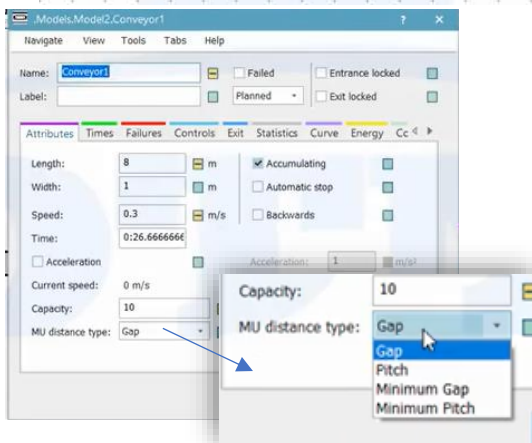 .Models.Model2.Conveyor1 ? ×
Navigate View Tools Tabs Help
Name: Conveyor1 Failed Entrance locked
Label: Planned Exit locked
Attributes Times Failures Controls Exit Statistics Curve Energy Cc
Length: 8 m Accumulating
Width: 1 m Automatic stop
Speed: 0.3 m/s Backwards
Time: 0:26.6666666
Acceleration Acceleration: 1 m/s²
Current speed: 0 m/s
Capacity: 10
MU distance type: Gap
Capacity: 10
MU distance type: Gap
Gap
Pitch
Minimum Gap
Minimum Pitch